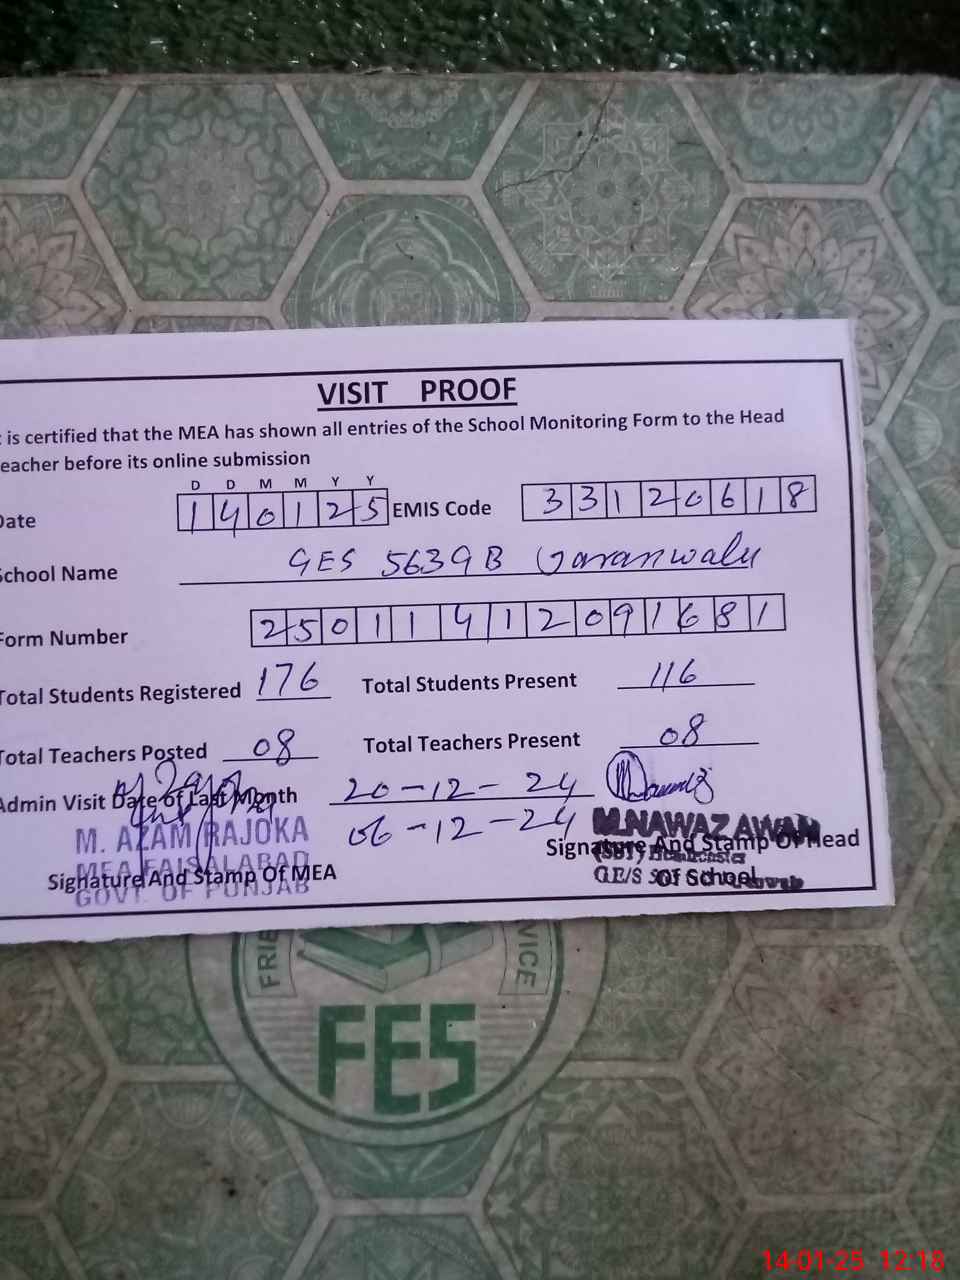 VISIT PROOF
is certified that the MEA has shown all entries of the School Monitoring Form to the Head
eacher before its online submission
D D M M Y Y
Date 140125 EMIS Code 33120618
School Name GES 563GB Jaranwala
Form Number 25011412091681
Total Students Registered 176 Total Students Present 116
Total Teachers Posted 08 Total Teachers Present 08
Admin Visit Date of Last Month 20-12-24
06-12-24
M. AZAM RAJOKA
MEA FAISALABAD
GOVT. OF PUNJAB
Signature And Stamp Of MEA
M.NAWAZ AWAN
Signature And Stamp Of Head
Of School
GE/S
FRIE
VICE
FES
14-01-25 12:18